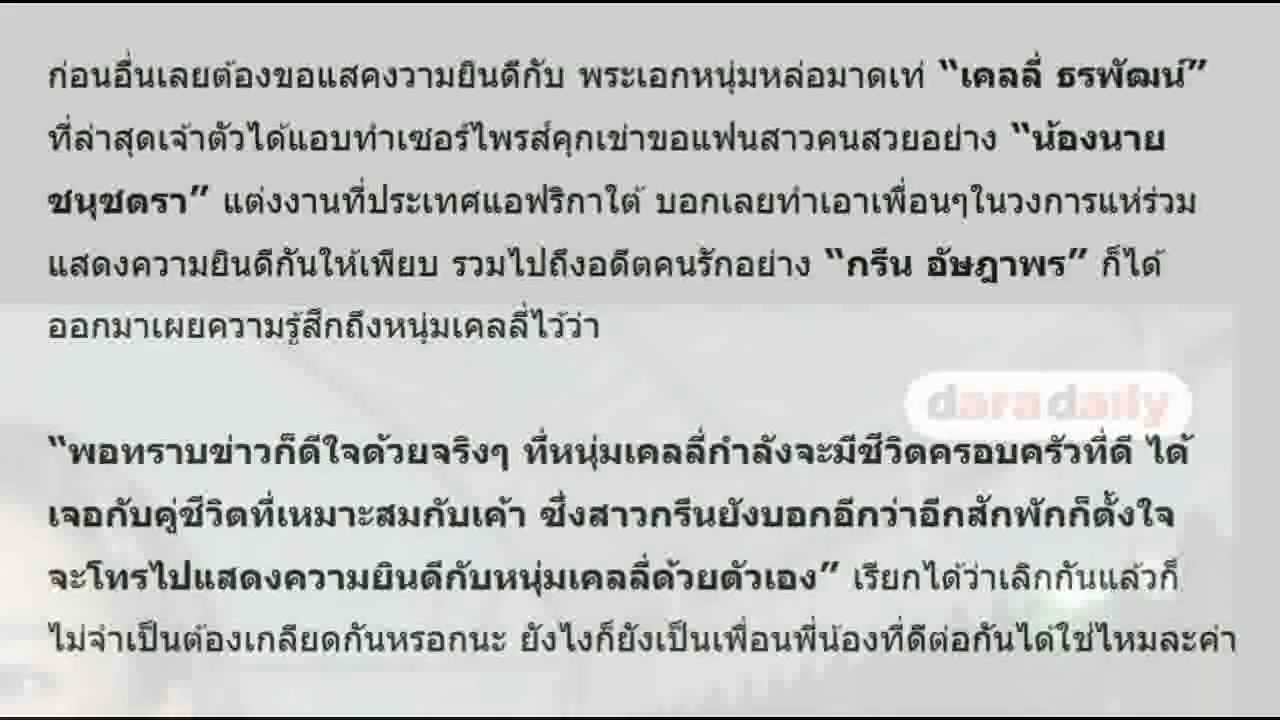 ก่อนอื่นเลยต้องขอแสดงวามยินดีกับ พระเอกหนุ่มหล่อมาดเท่ “เคลลี่ ธรพัฒน์”
ที่ล่าสุดเจ้าตัวได้แอบทำเซอร์ไพรส์คุกเข่าขอแฟนสาวคนสวยอย่าง “น้องนาย
ชนุชตรา” แต่งงานที่ประเทศแอฟริกาใต้ บอกเลยทำเอาเพื่อนๆในวงการแห่ร่วม
แสดงความยินดีกันให้เพียบ รวมไปถึงอดีตคนรักอย่าง “กรีน อัษฎาพร” ก็ได้
ออกมาเผยความรู้สึกถึงหนุ่มเคลลี่ไว้ว่า
daradaily
“พอทราบข่าวก็ดีใจด้วยจริงๆ ที่หนุ่มเคลลี่กำลังจะมีชีวิตครอบครัวที่ดี ได้
เจอกับคู่ชีวิตที่เหมาะสมกับเค้า ซึ่งสาวกรีนยังบอกอีกว่าอีกสักพักก็ตั้งใจ
จะโทรไปแสดงความยินดีกับหนุ่มเคลลี่ด้วยตัวเอง” เรียกได้ว่าเลิกกันแล้วก็
ไม่จำเป็นต้องเกลียดกันหรอกนะ ยังไงก็ยังเป็นเพื่อนพี่น้องที่ดีต่อกันได้ใช่ไหมละค่า